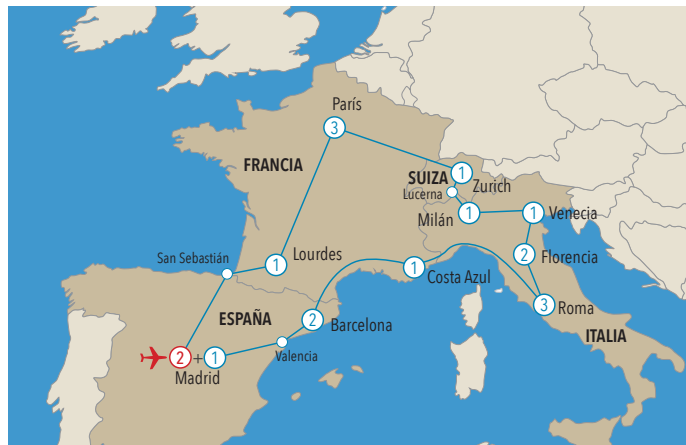 París
3
FRANCIA
SUIZA
1
Zurich
Lucerna
Milán
1
1
Venecia
San Sebastián
1
Lourdes
2
Florencia
1
Costa Azul
3
Roma
ESPAÑA
2
Barcelona
ITALIA
Valencia
2 + 1
Madrid